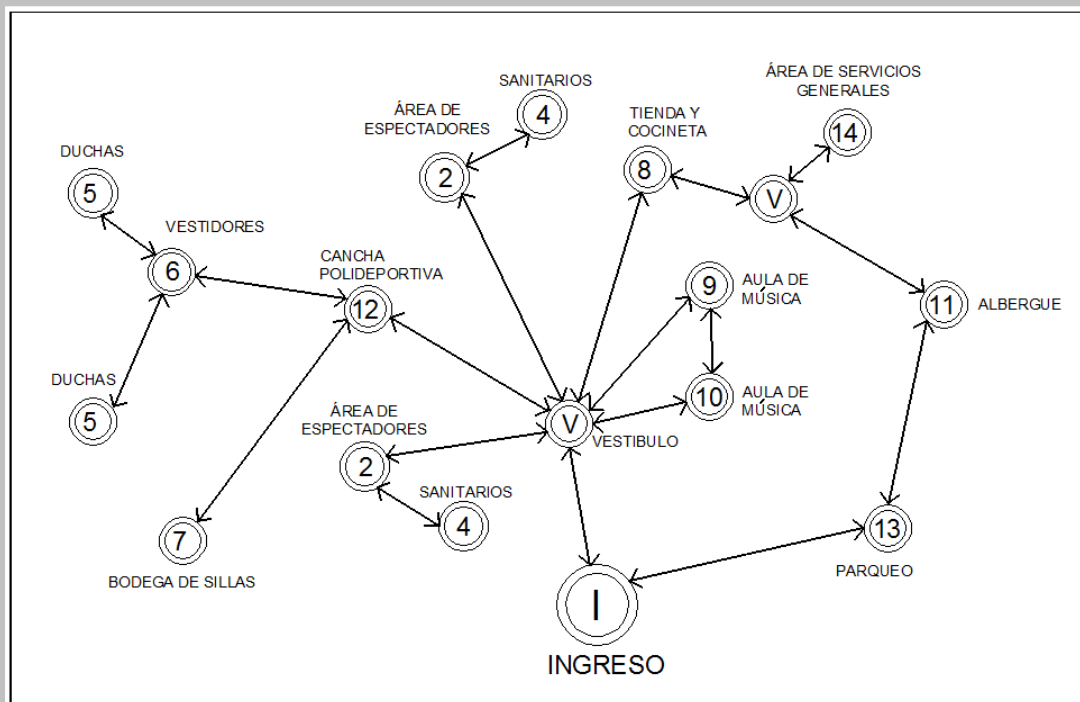 ÁREA DE SERVICIOS
GENERALES
14
SANITARIOS
4
ÁREA DE
ESPECTADORES
2
TIENDA Y
COCINETA
8
V
DUCHAS
5
VESTIDORES
6
CANCHA
POLIDEPORTIVA
12
9
AULA DE
MÚSICA
11
ALBERGUE
DUCHAS
5
10
AULA DE
MÚSICA
V
VESTIBULO
ÁREA DE
ESPECTADORES
2
SANITARIOS
4
7
BODEGA DE SILLAS
13
PARQUEO
I
INGRESO